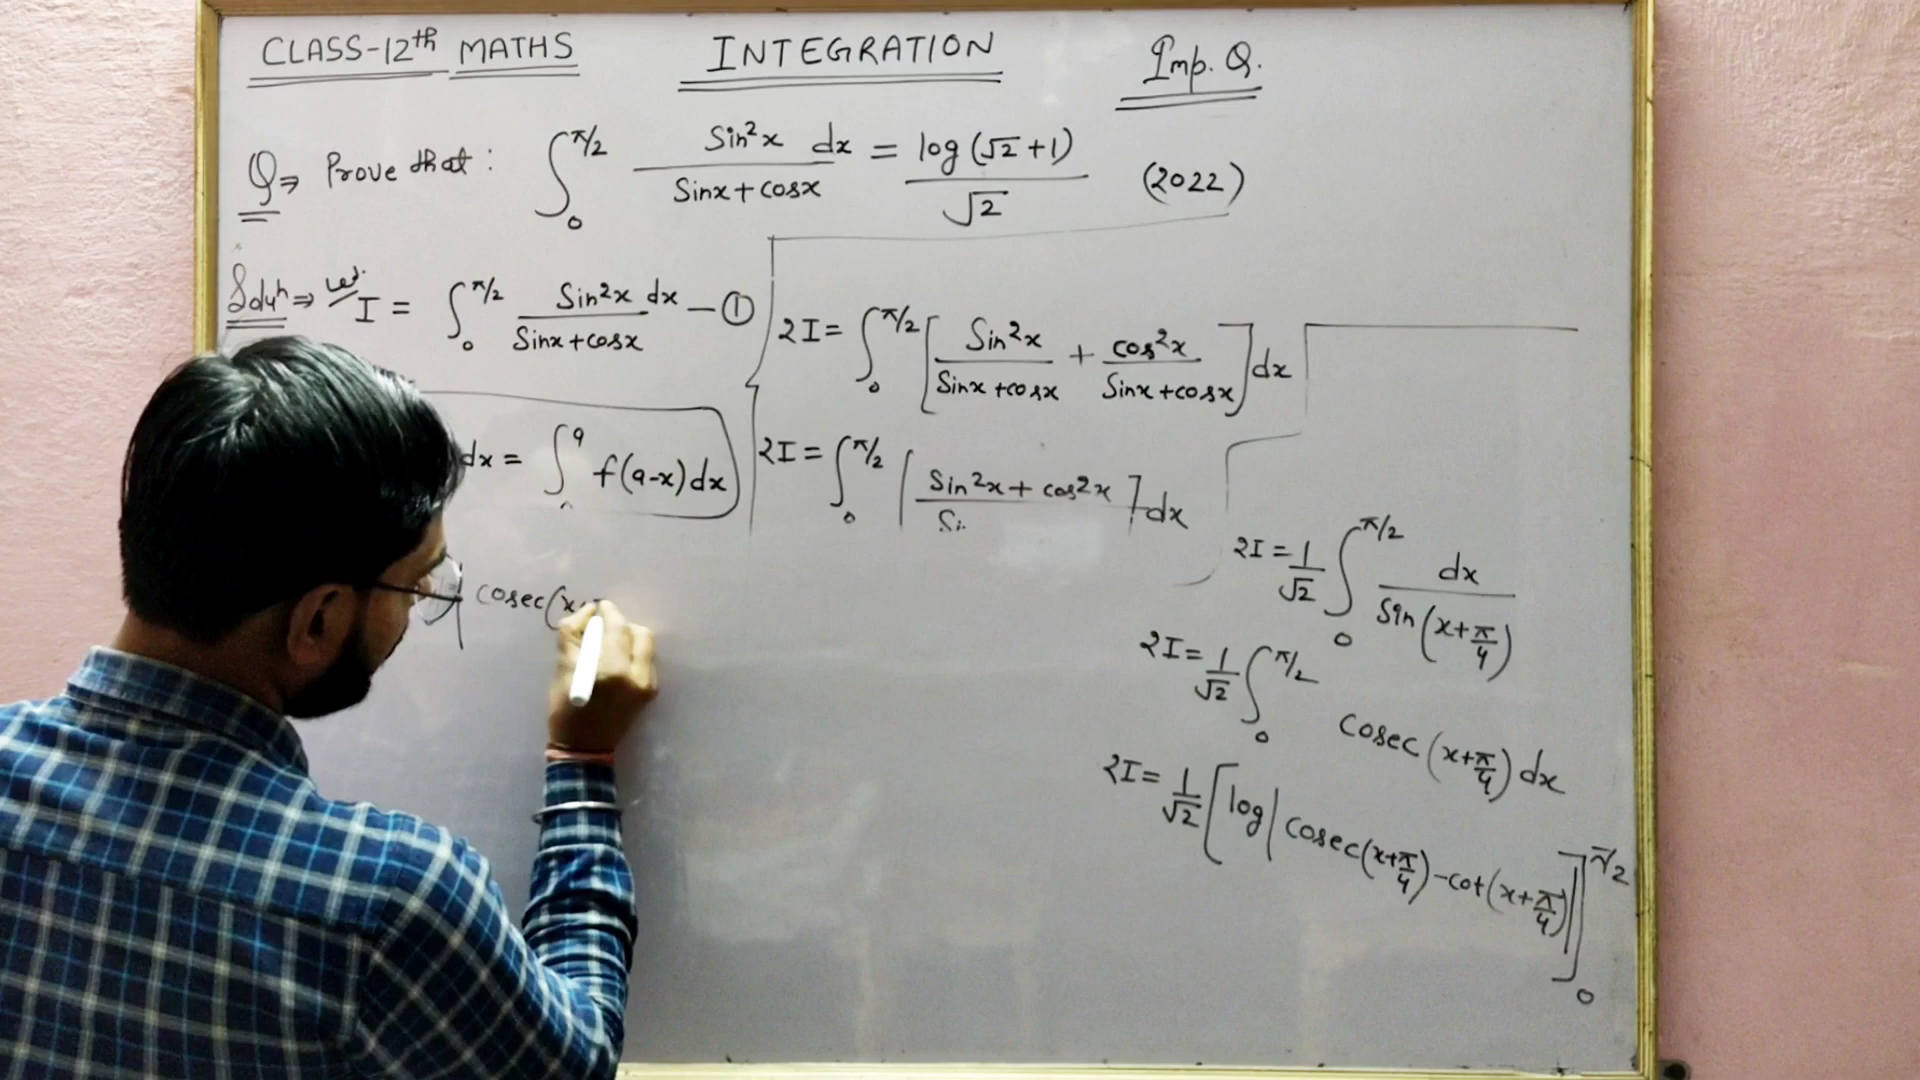 CLASS-12th MATHS INTEGRATION Imp. Q.
Q⇒ Prove that: ∫₀^π/2 Sin²x dx / Sinx+cosx = log(√2+1) / √2 (2022)
Soluⁿ⇒ let I = ∫₀^π/2 Sin²x dx / Sinx+cosx - ①
dx = ∫ᵃ f(a-x)dx
cosec(x
2I = ∫₀^π/2 [Sin²x / Sinx+cosx + cos²x / Sinx+cosx] dx
2I = ∫₀^π/2 [Sin²x + cos²x / Si ] dx
2I = 1/√2 ∫₀^π/2 dx / Sin(x+π/4)
2I = 1/√2 ∫₀^π/2 cosec(x+π/4) dx
2I = 1/√2 [log|cosec(x+π/4)-cot(x+π/4)|]₀^π/2